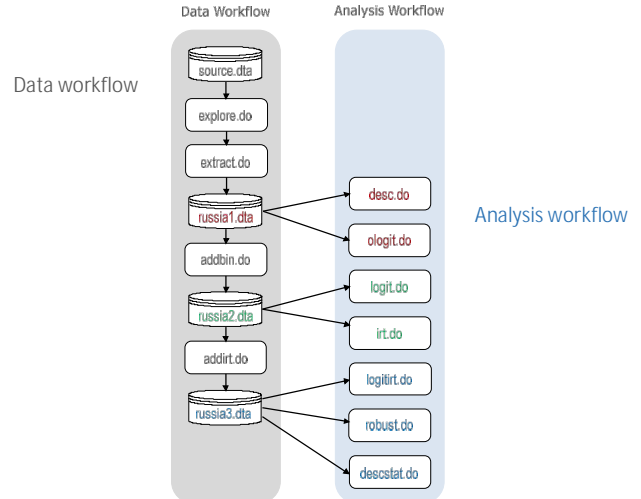 Data Workflow
Analysis Workflow
Data workflow
source.dta
explore.do
extract.do
russia1.dta
addbin.do
russia2.dta
addirt.do
russia3.dta
desc.do
ologit.do
logit.do
irt.do
logitirt.do
robust.do
descstat.do
Analysis workflow